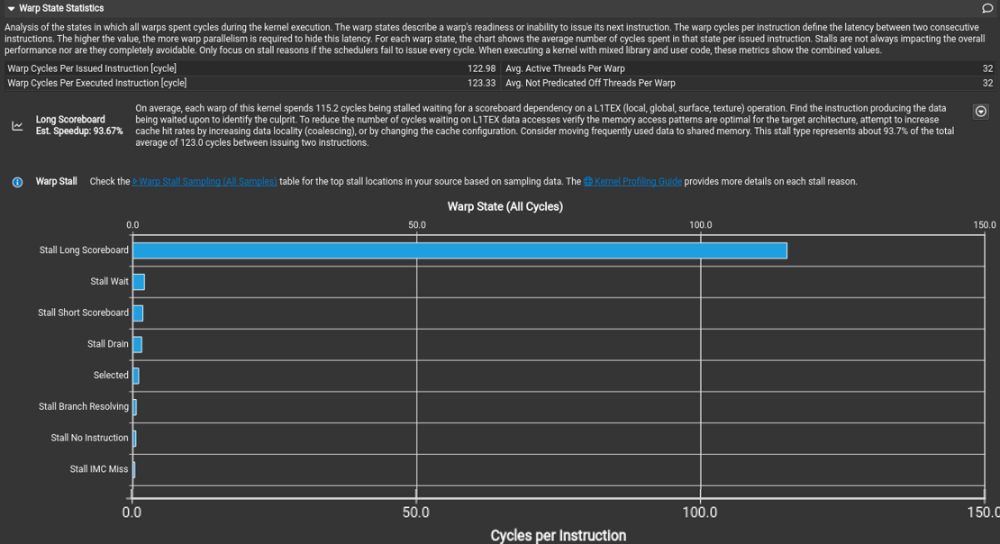 Warp State Statistics
Analysis of the states in which all warps spent cycles during the kernel execution. The warp states describe a warp's readiness or inability to issue its next instruction. The warp cycles per instruction define the latency between two consecutive
instructions. The higher the value, the more warp parallelism is required to hide this latency. For each warp state, the chart shows the average number of cycles spent in that state per issued instruction. Stalls are not always impacting the overall
performance nor are they completely avoidable. Only focus on stall reasons if the schedulers fail to issue every cycle. When executing a kernel with mixed library and user code, these metrics show the combined values.
Warp Cycles Per Issued Instruction [cycle] 122.98 Avg. Active Threads Per Warp 32
Warp Cycles Per Executed Instruction [cycle] 123.33 Avg. Not Predicated Off Threads Per Warp 32
Long Scoreboard
Est. Speedup: 93.67%
On average, each warp of this kernel spends 115.2 cycles being stalled waiting for a scoreboard dependency on a L1TEX (local, global, surface, texture) operation. Find the instruction producing the data
being waited upon to identify the culprit. To reduce the number of cycles waiting on L1TEX data accesses verify the memory access patterns are optimal for the target architecture, attempt to increase
cache hit rates by increasing data locality (coalescing), or by changing the cache configuration. Consider moving frequently used data to shared memory. This stall type represents about 93.7% of the total
average of 123.0 cycles between issuing two instructions.
Warp Stall Check the Warp Stall Sampling (All Samples) table for the top stall locations in your source based on sampling data. The Kernel Profiling Guide provides more details on each stall reason.
Warp State (All Cycles)
0.0 50.0 100.0 150.0
Stall Long Scoreboard
Stall Wait
Stall Short Scoreboard
Stall Drain
Selected
Stall Branch Resolving
Stall No Instruction
Stall IMC Miss
0.0 50.0 100.0 150.0
Cycles per Instruction